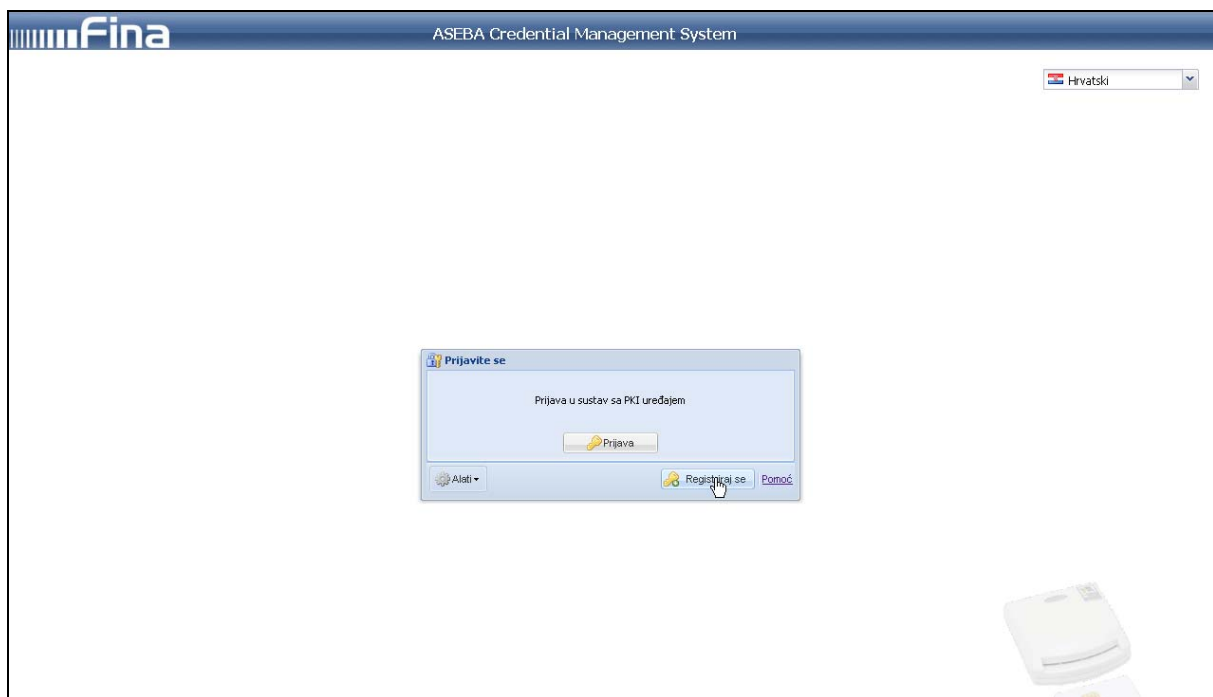 Fina
ASEBA Credential Management System
Hrvatski
Prijavite se
Prijava u sustav sa PKI uređajem
Prijava
Alati
Registriraj se
Pomoć